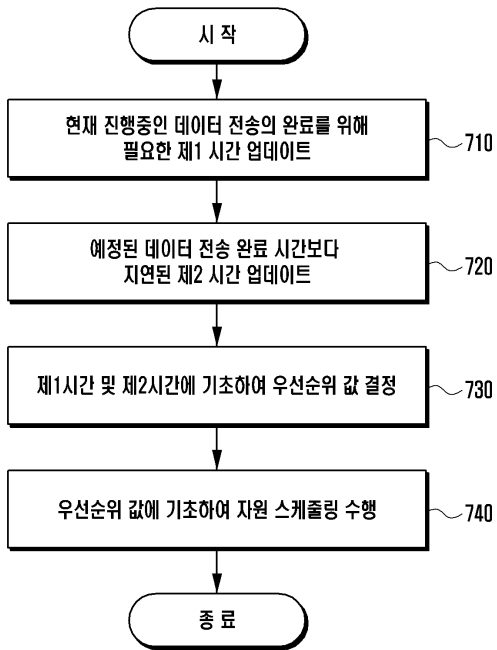 시 작
현재 진행중인 데이터 전송의 완료를 위해
필요한 제1 시간 업데이트
710
예정된 데이터 전송 완료 시간보다
지연된 제2 시간 업데이트
720
제1시간 및 제2시간에 기초하여 우선순위 값 결정
730
우선순위 값에 기초하여 자원 스케줄링 수행
740
종 료